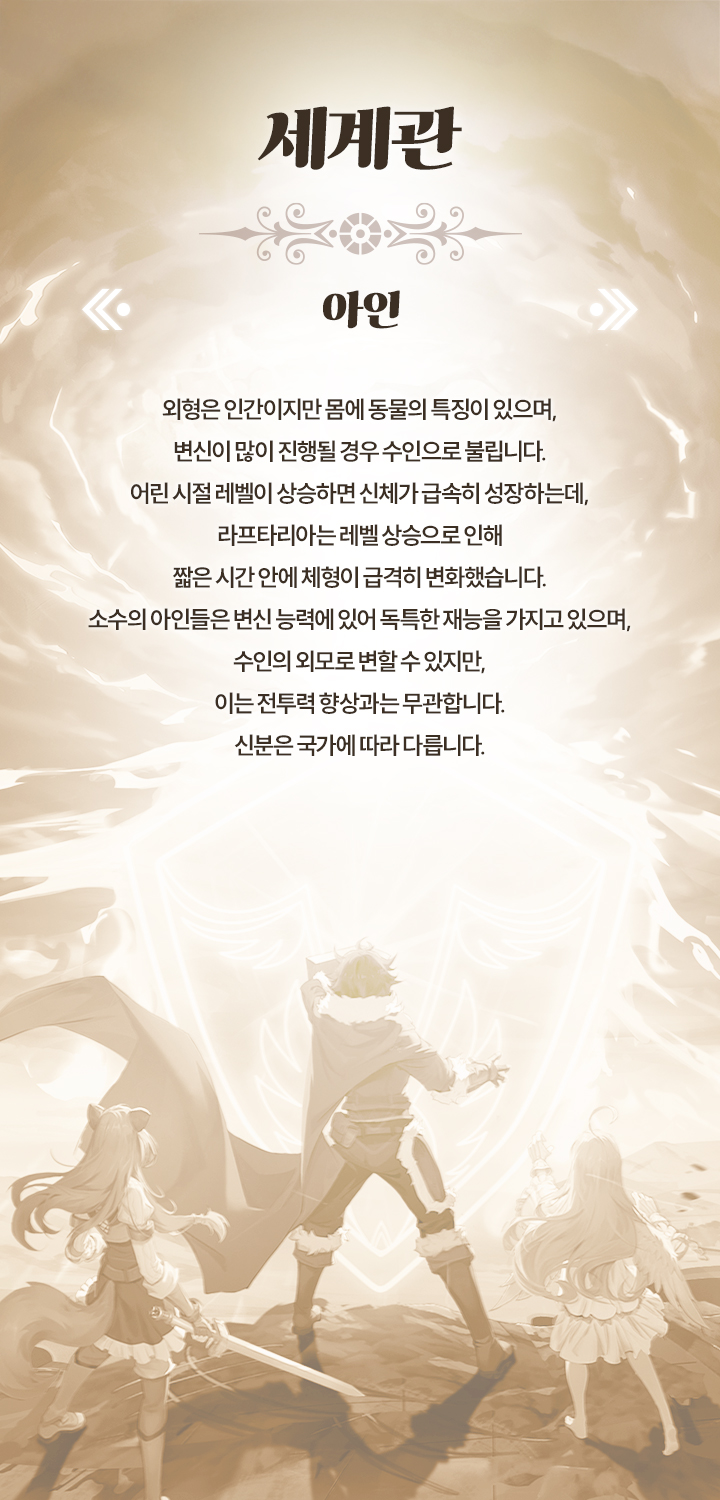 세계관
아인
외형은 인간이지만 몸에 동물의 특징이 있으며,
변신이 많이 진행될 경우 수인으로 불립니다.
어린 시절 레벨이 상승하면 신체가 급속히 성장하는데,
라프타리아는 레벨 상승으로 인해
짧은 시간 안에 체형이 급격히 변화했습니다.
소수의 아인들은 변신 능력에 있어 독특한 재능을 가지고 있으며,
수인의 외모로 변할 수 있지만,
이는 전투력 향상과는 무관합니다.
신분은 국가에 따라 다릅니다.